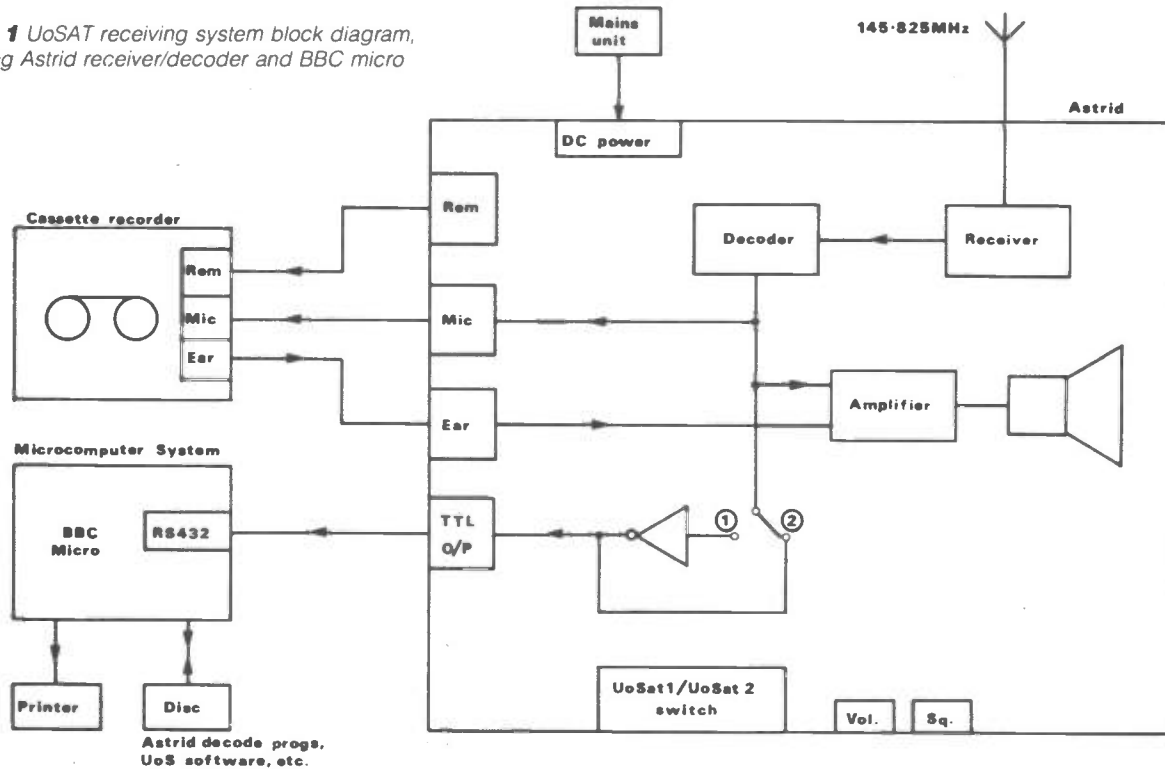 1 UoSAT receiving system block diagram,
g Astrid receiver/decoder and BBC micro
Mains
unit
145·825MHz
Astrid
DC power
Cassette recorder
Rem
Mic
Ear
Rem
Mic
Ear
Decoder
Receiver
Amplifier
Microcomputer System
BBC
Micro
RS432
TTL
O/P
1
2
Printer
Disc
Astrid decode progs,
UoS software, etc.
UoSat1/UoSat 2
switch
Vol.
Sq.